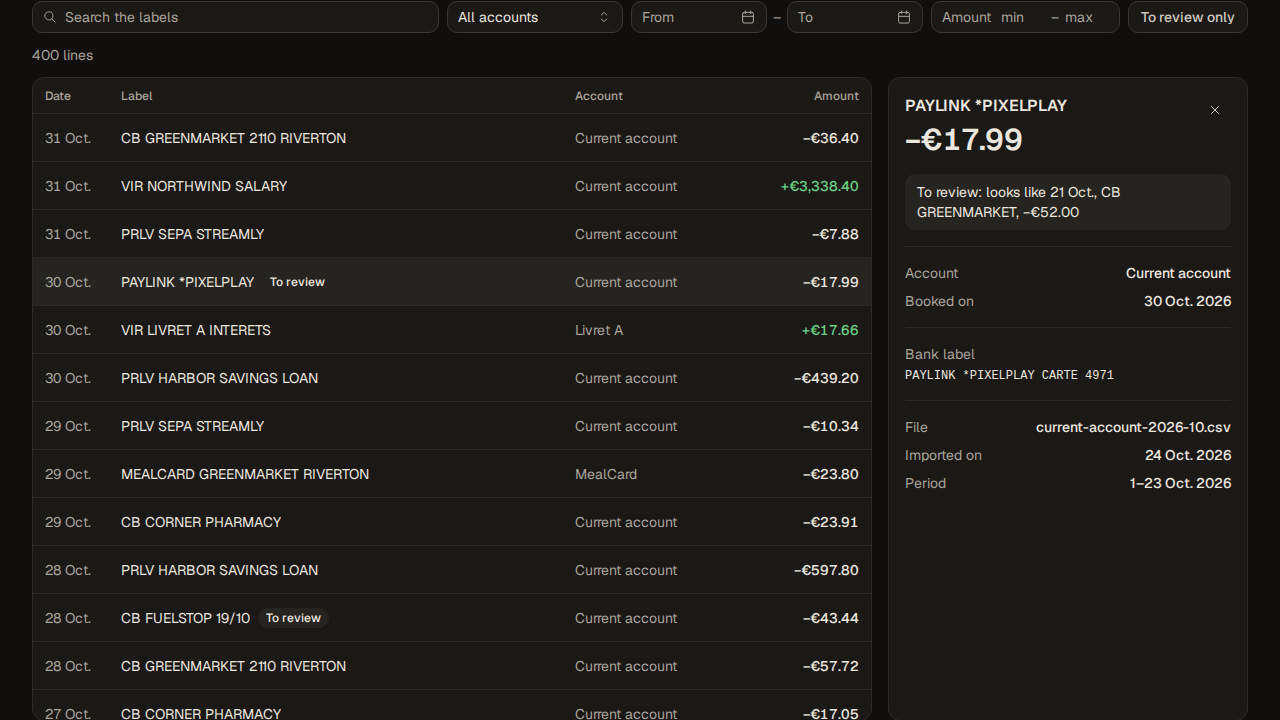 Search the labels
All accounts
From
–
To
Amount min – max
To review only
400 lines
Date Label Account Amount
31 Oct. CB GREENMARKET 2110 RIVERTON Current account −€36.40
31 Oct. VIR NORTHWIND SALARY Current account +€3,338.40
31 Oct. PRLV SEPA STREAMLY Current account −€7.88
30 Oct. PAYLINK *PIXELPLAY To review Current account −€17.99
30 Oct. VIR LIVRET A INTERETS Livret A +€17.66
30 Oct. PRLV HARBOR SAVINGS LOAN Current account −€439.20
29 Oct. PRLV SEPA STREAMLY Current account −€10.34
29 Oct. MEALCARD GREENMARKET RIVERTON MealCard −€23.80
29 Oct. CB CORNER PHARMACY Current account −€23.91
28 Oct. PRLV HARBOR SAVINGS LOAN Current account −€597.80
28 Oct. CB FUELSTOP 19/10 To review Current account −€43.44
28 Oct. CB GREENMARKET 2110 RIVERTON Current account −€57.72
27 Oct. CB CORNER PHARMACY Current account −€17.05
PAYLINK *PIXELPLAY
−€17.99
To review: looks like 21 Oct., CB
GREENMARKET, −€52.00
Account Current account
Booked on 30 Oct. 2026
Bank label
PAYLINK *PIXELPLAY CARTE 4971
File current-account-2026-10.csv
Imported on 24 Oct. 2026
Period 1–23 Oct. 2026